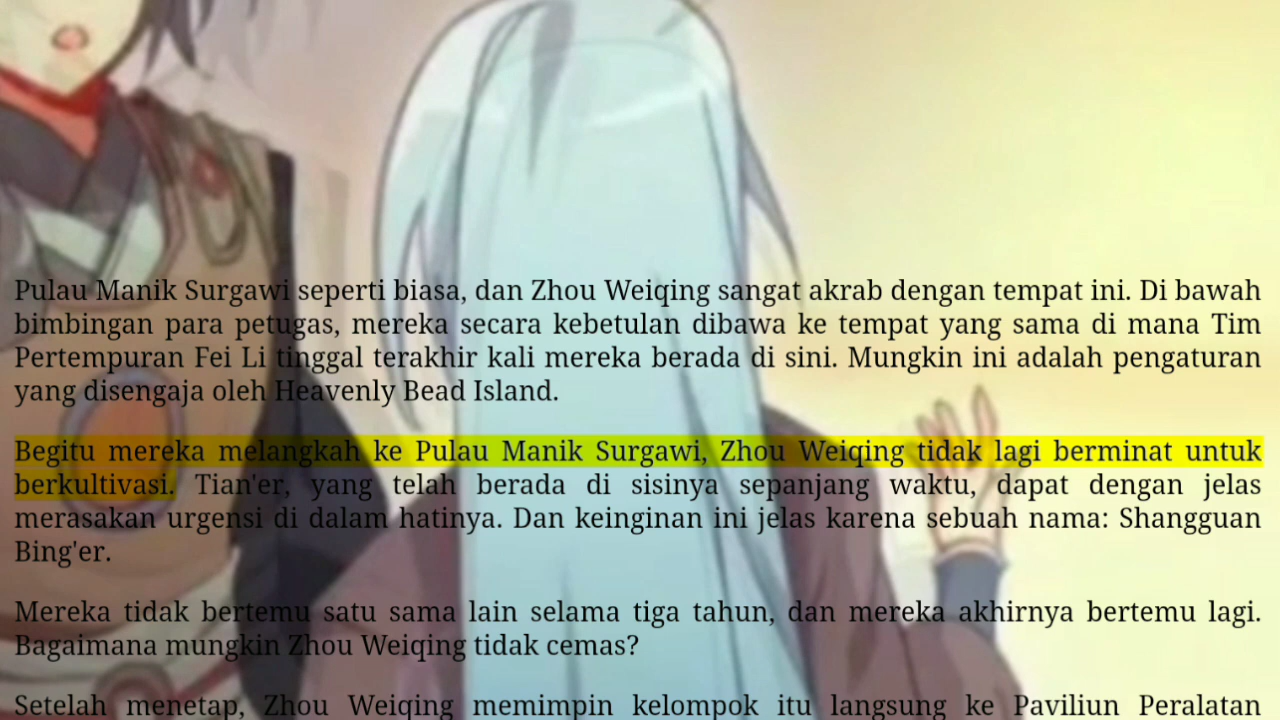 Pulau Manik Surgawi seperti biasa, dan Zhou Weiqing sangat akrab dengan tempat ini. Di bawah
bimbingan para petugas, mereka secara kebetulan dibawa ke tempat yang sama di mana Tim
Pertempuran Fei Li tinggal terakhir kali mereka berada di sini. Mungkin ini adalah pengaturan
yang disengaja oleh Heavenly Bead Island.
Begitu mereka melangkah ke Pulau Manik Surgawi, Zhou Weiqing tidak lagi berminat untuk
berkultivasi. Tian'er, yang telah berada di sisinya sepanjang waktu, dapat dengan jelas
merasakan urgensi di dalam hatinya. Dan keinginan ini jelas karena sebuah nama: Shangguan
Bing'er.
Mereka tidak bertemu satu sama lain selama tiga tahun, dan mereka akhirnya bertemu lagi.
Bagaimana mungkin Zhou Weiqing tidak cemas?
Setelah menetap, Zhou Weiqing memimpin kelompok itu langsung ke Paviliun Peralatan